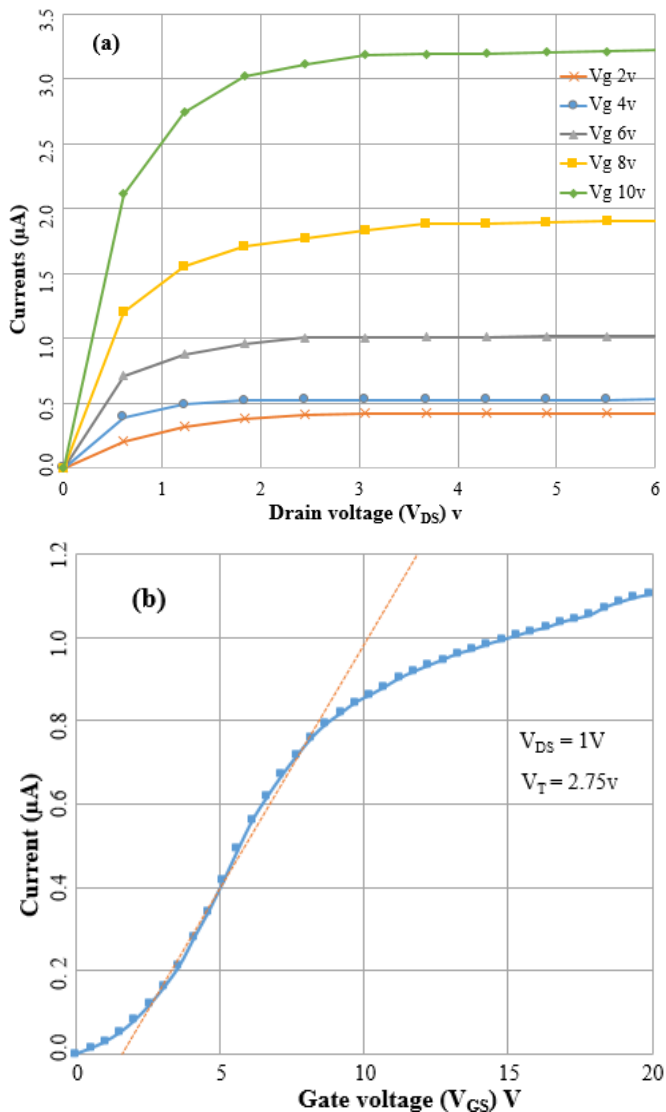 (a)
3.5
3.0
2.5
2.0
1.5
1.0
0.5
0.0
Currents (µA)
Vg 2v
Vg 4v
Vg 6v
Vg 8v
Vg 10v
0 1 2 3 4 5 6
Drain voltage (VDS) v
(b)
1.2
1.0
0.8
0.6
0.4
0.2
0.0
Current (µA)
VDS = 1V
VT = 2.75v
0 5 10 15 20
Gate voltage (VGS) V